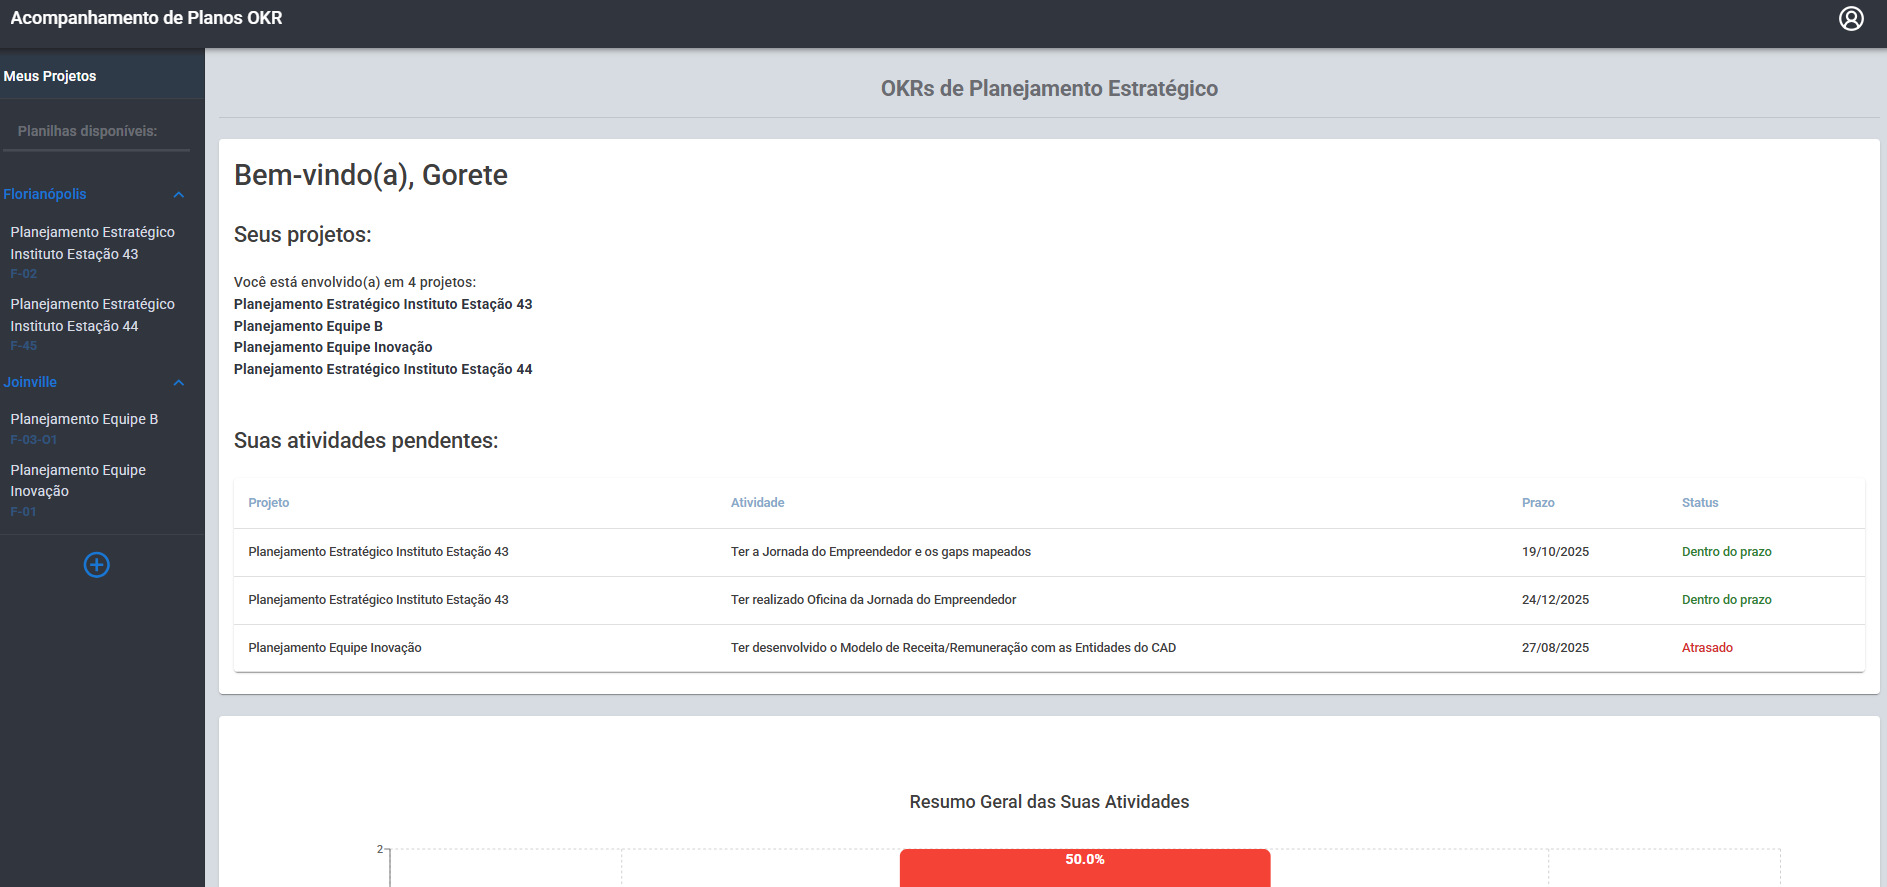 Acompanhamento de Planos OKR
Meus Projetos
Planilhas disponíveis:
Florianópolis
Planejamento Estratégico
Instituto Estação 43
F-02
Planejamento Estratégico
Instituto Estação 44
F-45
Joinville
Planejamento Equipe B
F-03-O1
Planejamento Equipe
Inovação
F-01
OKRs de Planejamento Estratégico
Bem-vindo(a), Gorete
Seus projetos:
Você está envolvido(a) em 4 projetos:
Planejamento Estratégico Instituto Estação 43
Planejamento Equipe B
Planejamento Equipe Inovação
Planejamento Estratégico Instituto Estação 44
Suas atividades pendentes:
Projeto Atividade Prazo Status
Planejamento Estratégico Instituto Estação 43 Ter a Jornada do Empreendedor e os gaps mapeados 19/10/2025 Dentro do prazo
Planejamento Estratégico Instituto Estação 43 Ter realizado Oficina da Jornada do Empreendedor 24/12/2025 Dentro do prazo
Planejamento Equipe Inovação Ter desenvolvido o Modelo de Receita/Remuneração com as Entidades do CAD 27/08/2025 Atrasado
Resumo Geral das Suas Atividades
2
50.0%